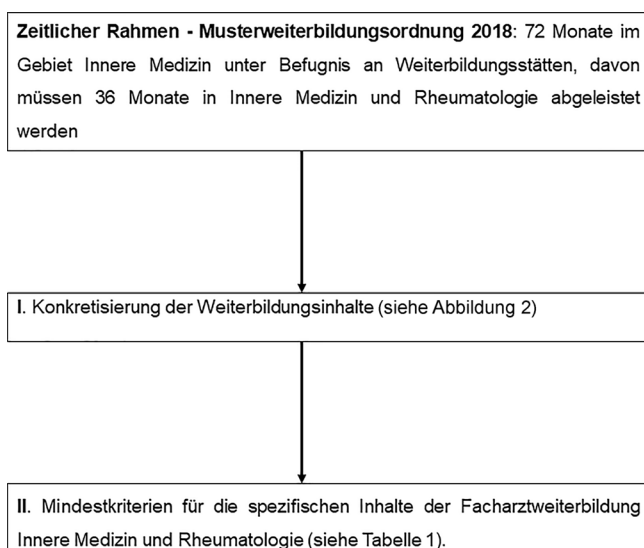 Zeitlicher Rahmen - Musterweiterbildungsordnung 2018: 72 Monate im
Gebiet Innere Medizin unter Befugnis an Weiterbildungsstätten, davon
müssen 36 Monate in Innere Medizin und Rheumatologie abgeleistet
werden
I. Konkretisierung der Weiterbildungsinhalte (siehe Abbildung 2)
II. Mindestkriterien für die spezifischen Inhalte der Facharztweiterbildung
Innere Medizin und Rheumatologie (siehe Tabelle 1).